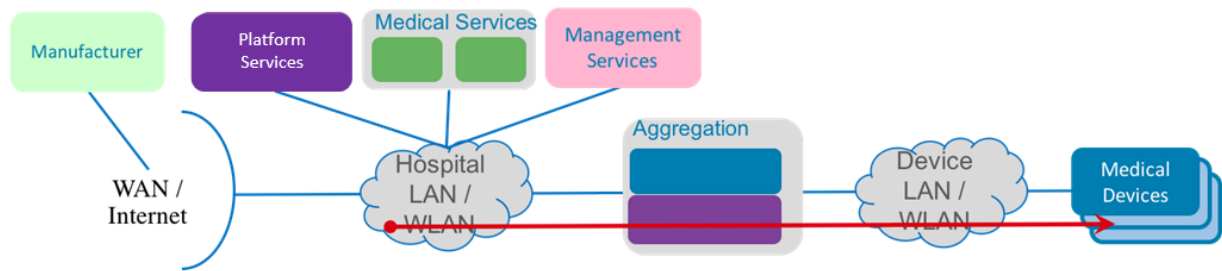 Manufacturer
Platform
Services
Medical Services
Management
Services
WAN /
Internet
Hospital
LAN /
WLAN
Aggregation
Device
LAN /
WLAN
Medical
Devices